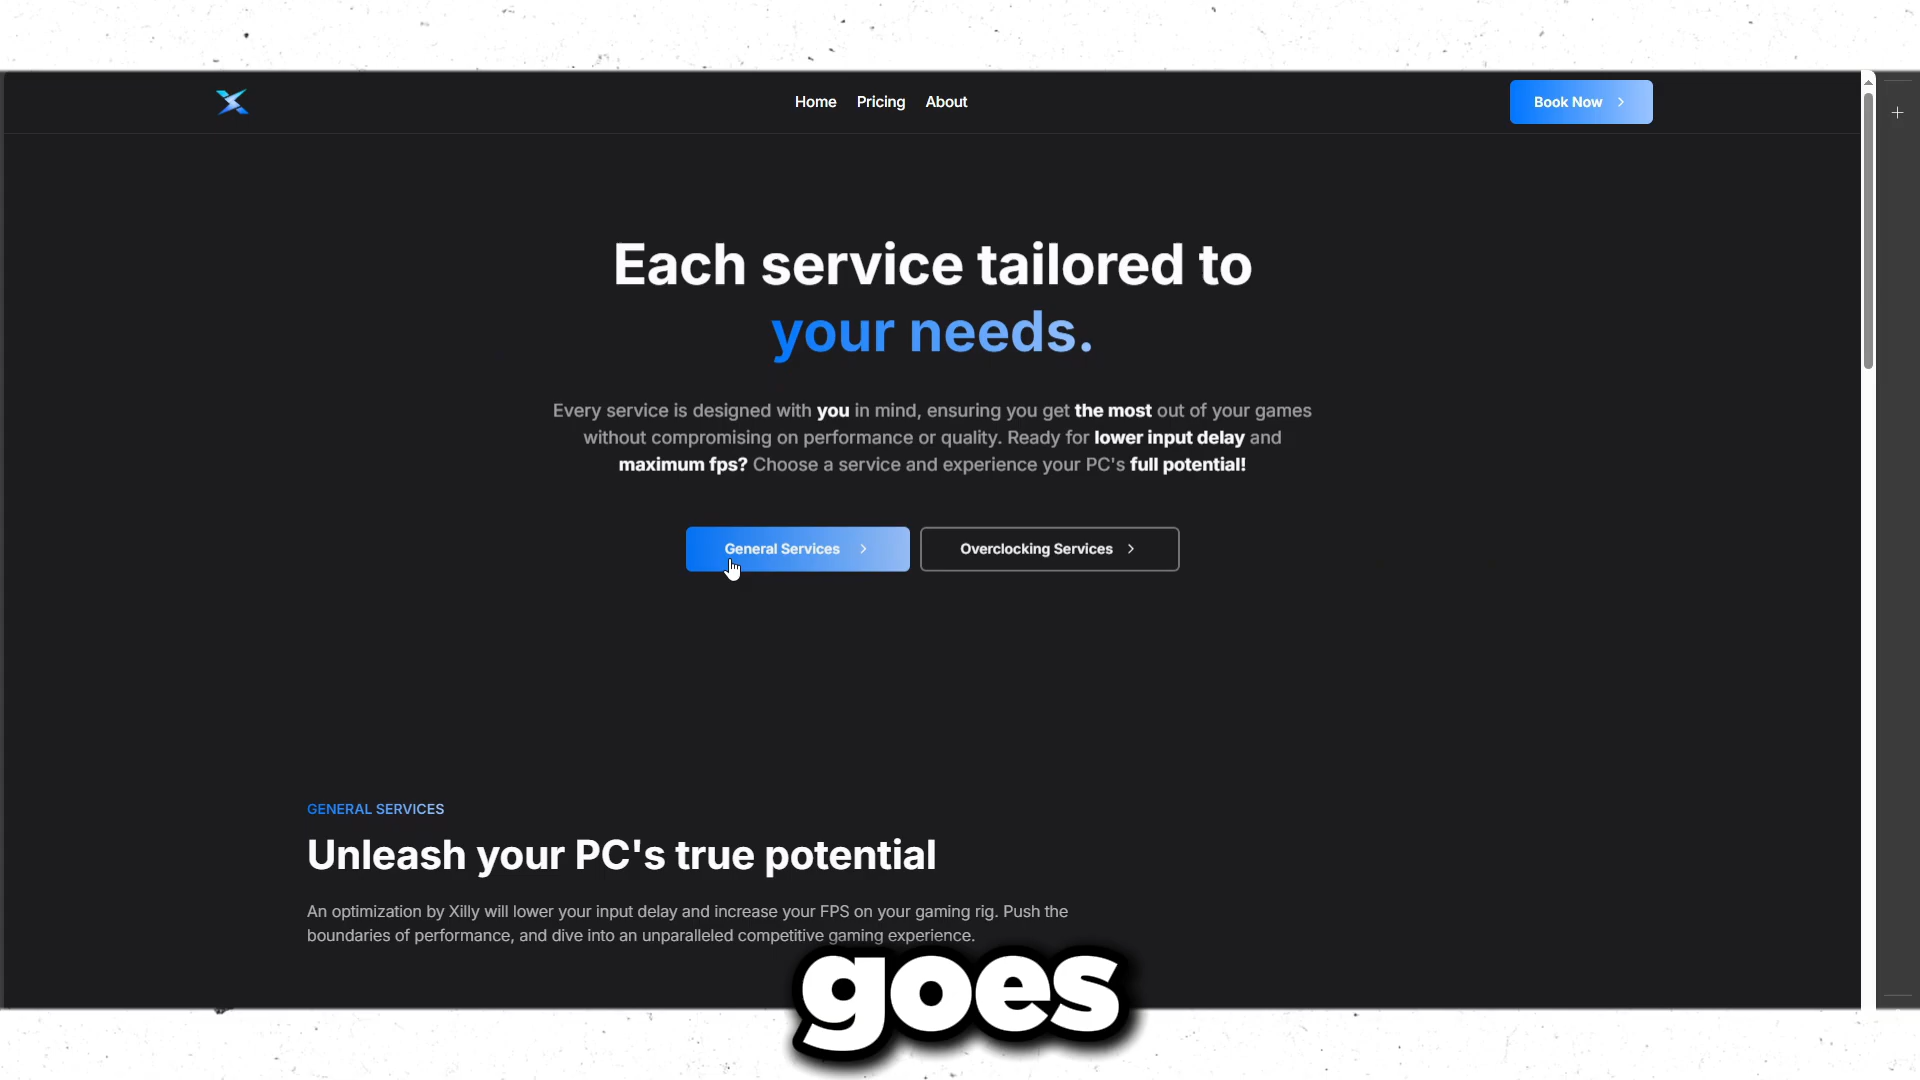 Home Pricing About
Book Now
Each service tailored to
your needs.
Every service is designed with you in mind, ensuring you get the most out of your games
without compromising on performance or quality. Ready for lower input delay and
maximum fps? Choose a service and experience your PC's full potential!
General Services
Overclocking Services
GENERAL SERVICES
Unleash your PC's true potential
An optimization by Xilly will lower your input delay and increase your FPS on your gaming rig. Push the
boundaries of performance, and dive into an unparalleled competitive gaming experience.
goes